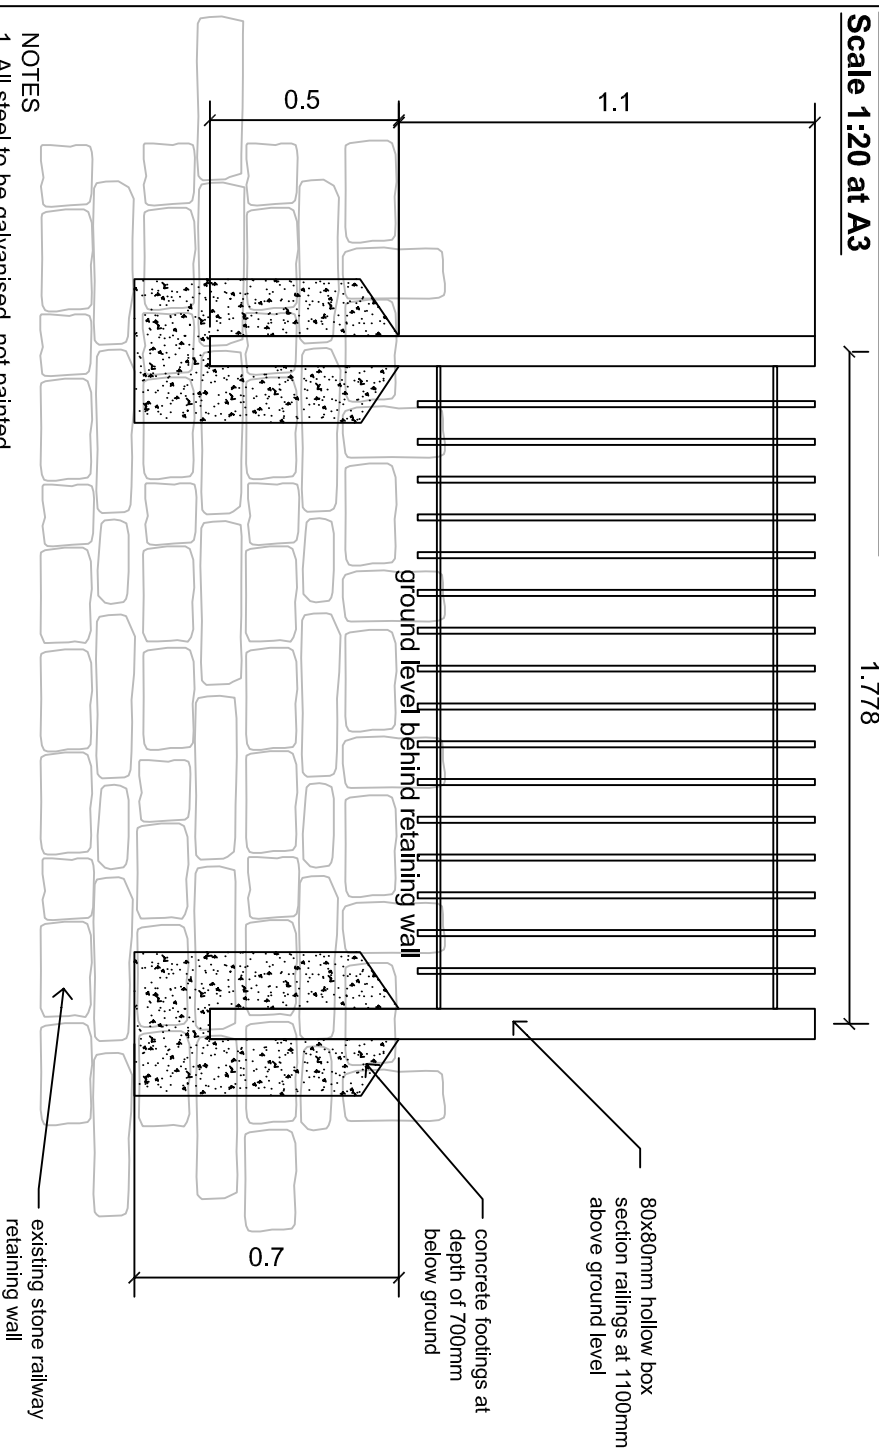 Scale 1:20 at A3
1.778
1.1
0.5
80x80mm hollow box
section railings at 1100mm
above ground level
ground level behind retaining wall
concrete footings at
depth of 700mm
below ground
0.7
existing stone railway
retaining wall
NOTES
1. All steel to be galvanised, not painted